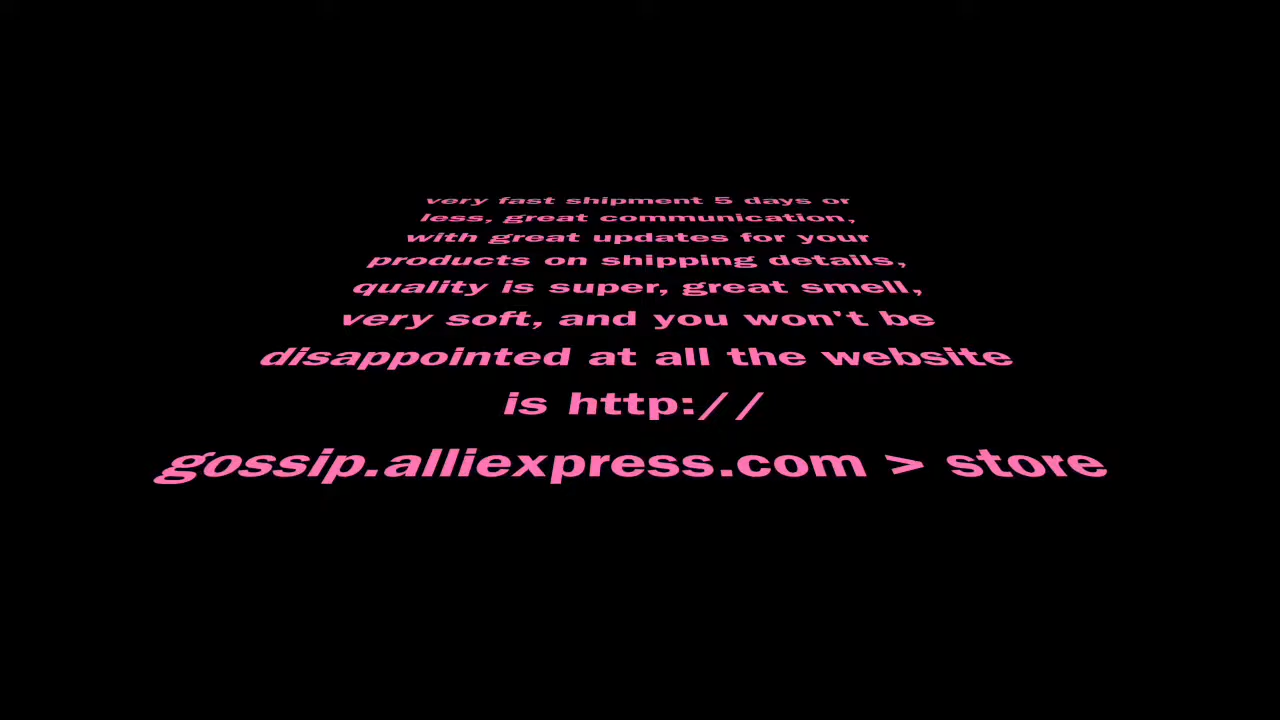 very fast shipment 5 days or
less, great communication,
with great updates for your
products on shipping details,
quality is super, great smell,
very soft, and you won't be
disappointed at all the website
is http://
gossip.alliexpress.com > store